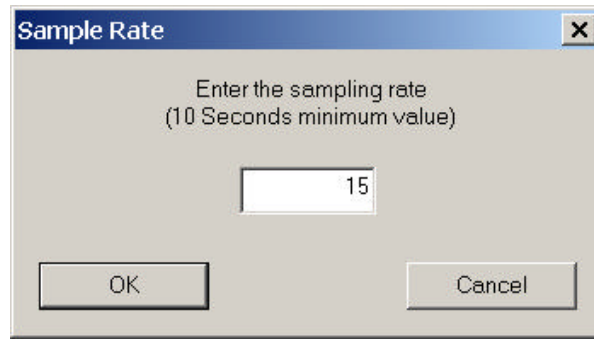 Sample Rate
Enter the sampling rate
(10 Seconds minimum value)
15
OK
Cancel